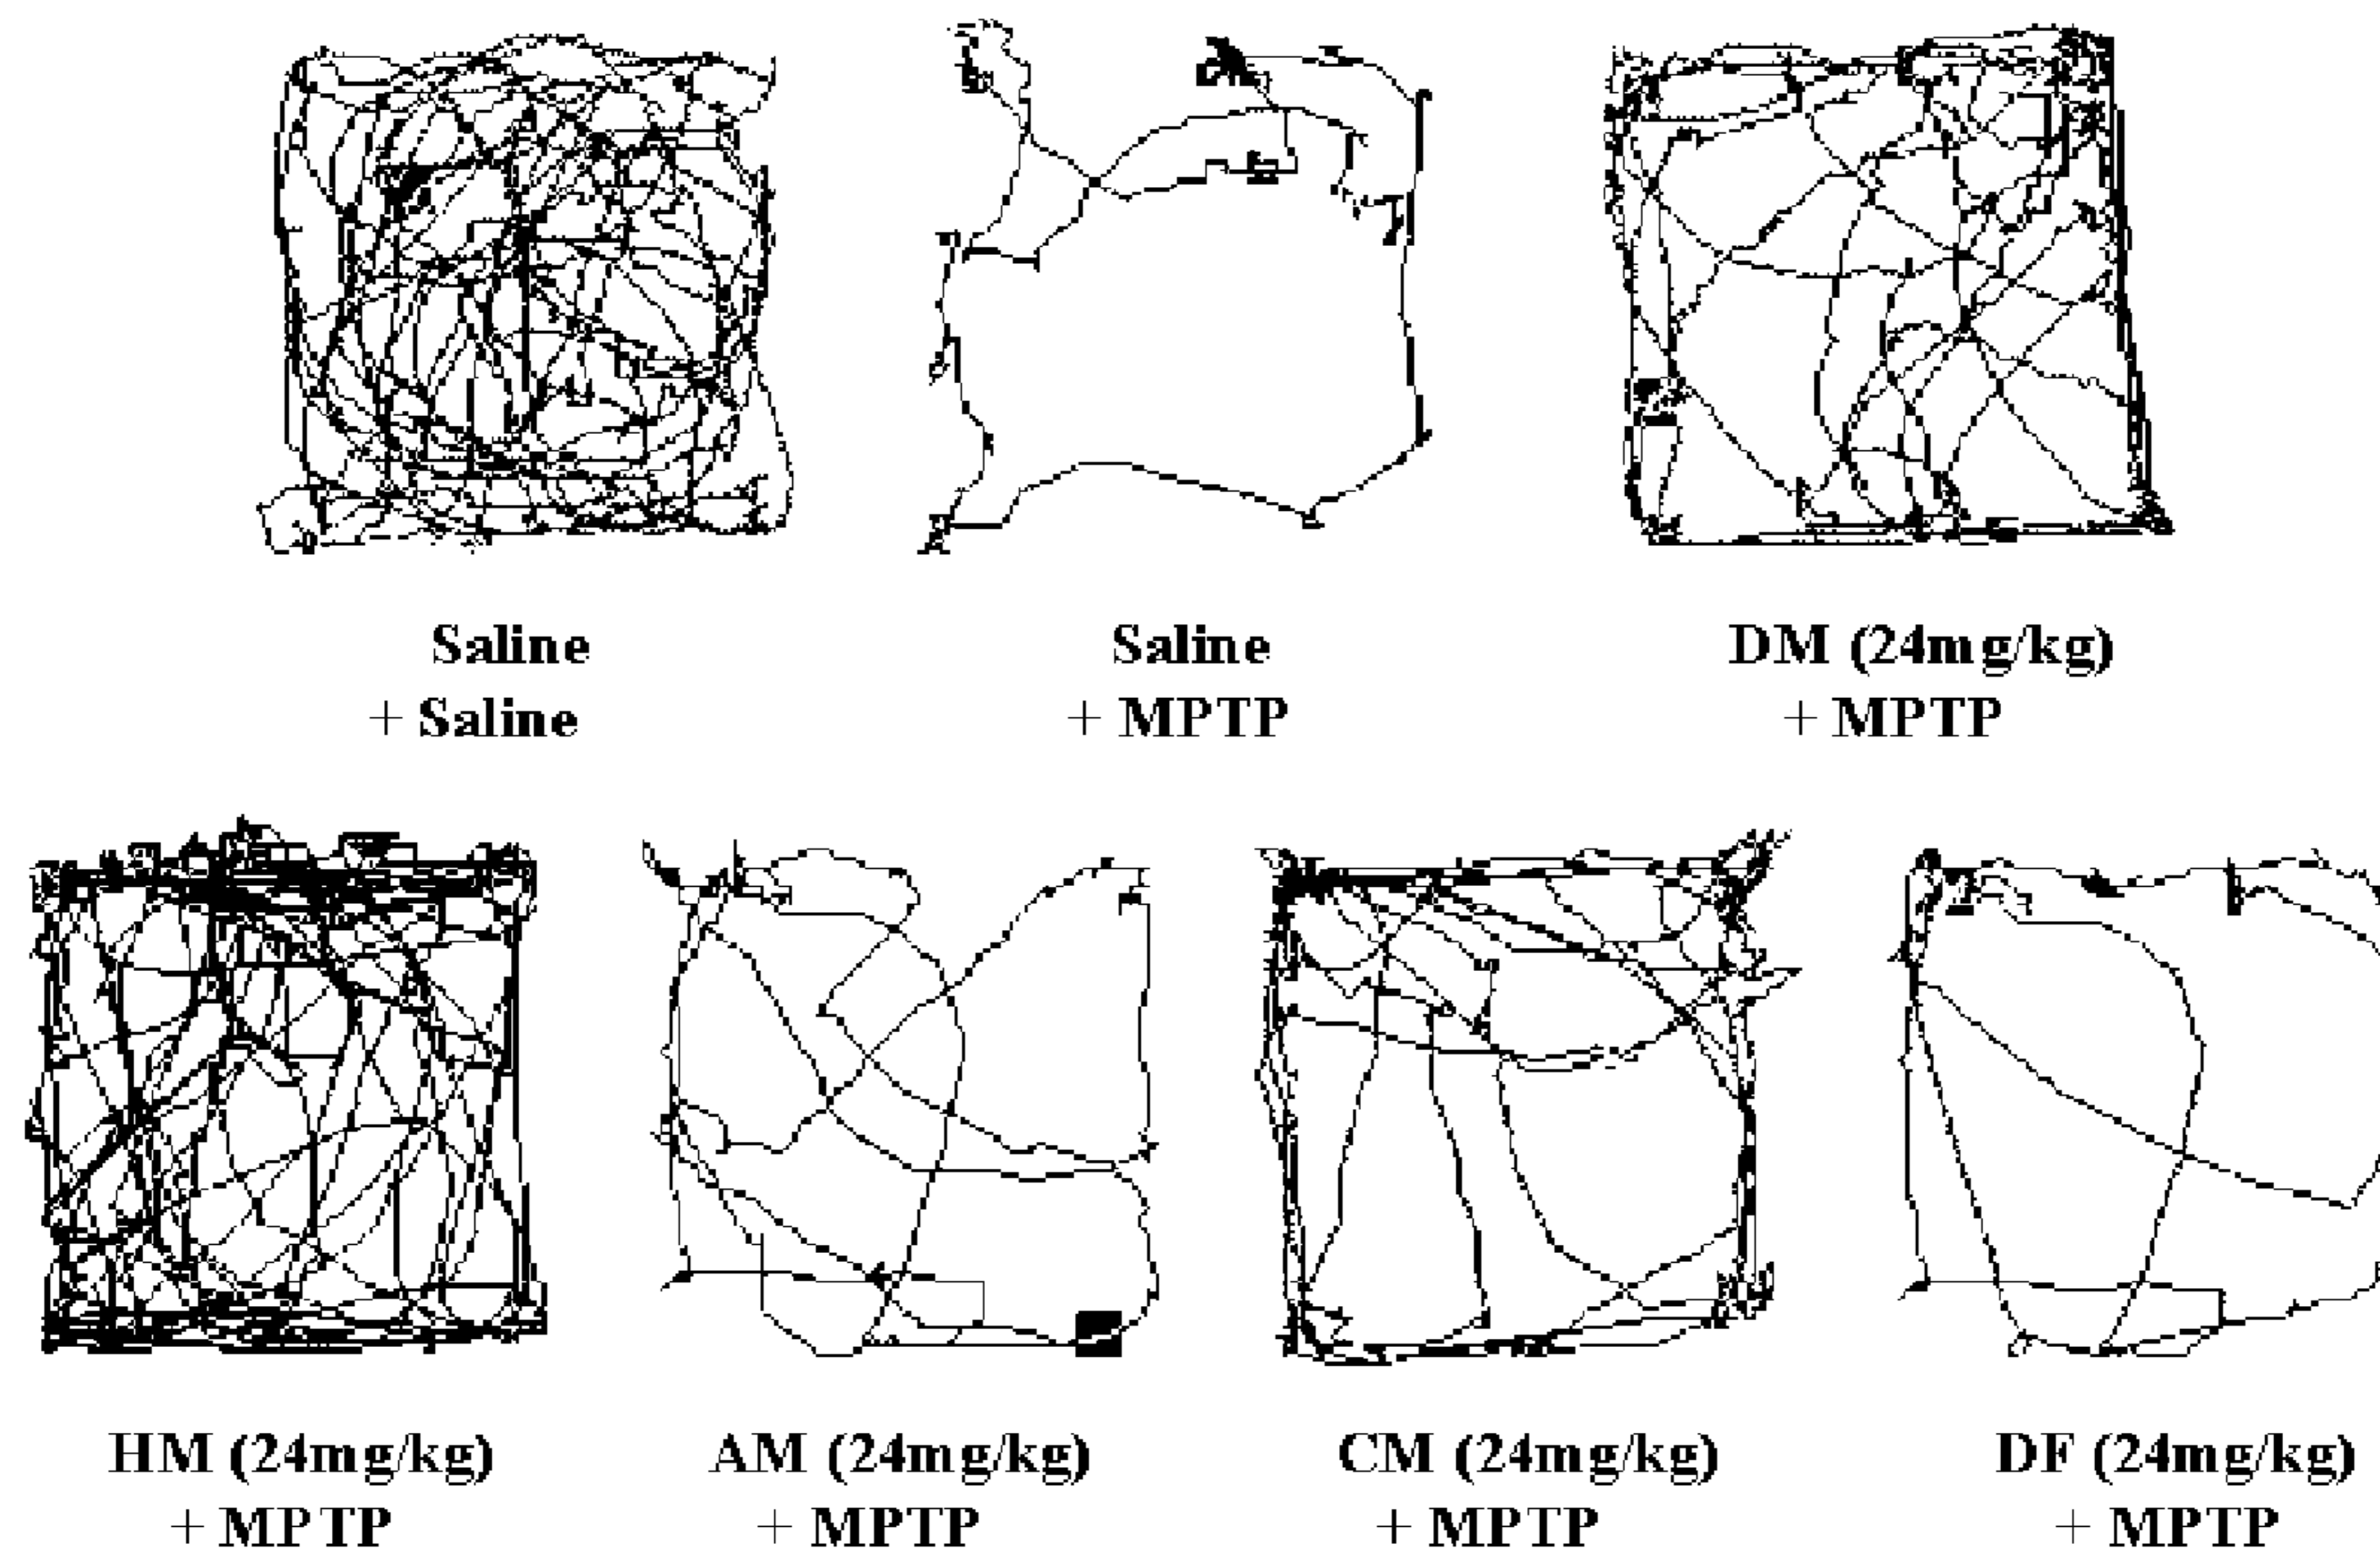 Saline
+ Saline
Saline
+ MPTP
DM (24mg/kg)
+ MPTP
HM (24mg/kg)
+ MPTP
AM (24mg/kg)
+ MPTP
CM (24mg/kg)
+ MPTP
DF (24mg/kg)
+ MPTP